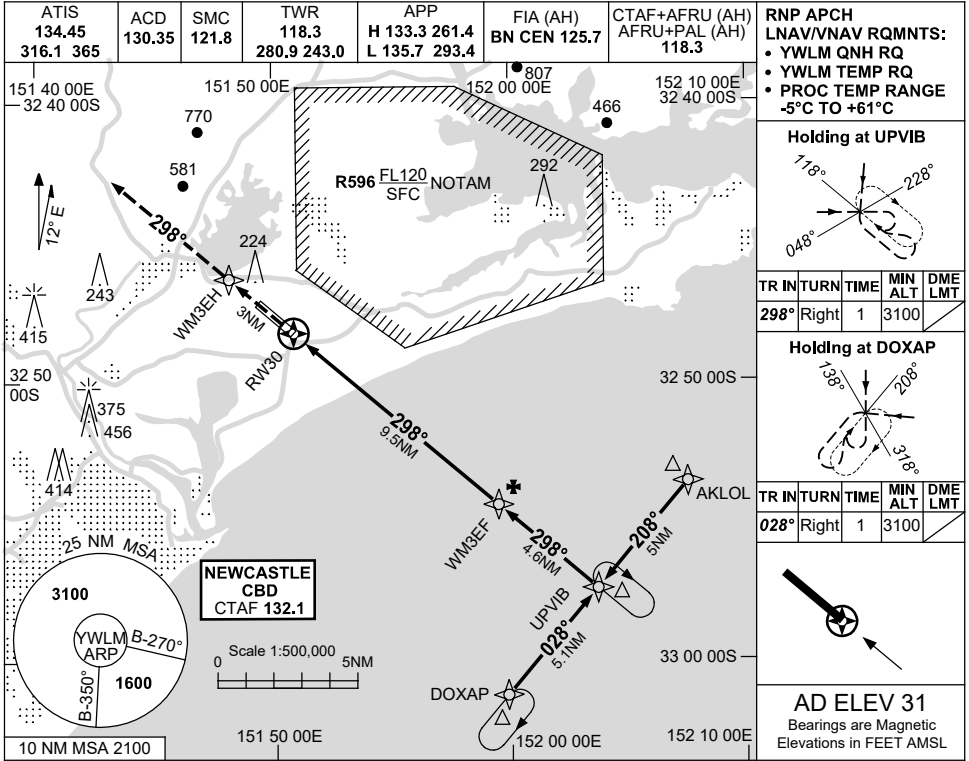 ATIS
134.45
316.1 365
ACD
130.35
SMC
121.8
TWR
118.3
280.9 243.0
APP
H 133.3 261.4
L 135.7 293.4
FIA (AH)
BN CEN 125.7
CTAF+AFRU (AH)
AFRU+PAL (AH)
118.3
RNP APCH
LNAV/VNAV RQMNTS:
• YWLM QNH RQ
• YWLM TEMP RQ
• PROC TEMP RANGE
-5°C TO +61°C
151 40 00E
32 40 00S
151 50 00E
152 00 00E
807
152 10 00E
32 40 00S
770
466
581
R596 FL120
SFC
NOTAM
292
12° E
298°
224
243
WM3EH
3NM
415
RW30
32 50
00S
32 50 00S
375
456
298°
9.5NM
414
AKLOL
WM3EF
298°
4.6NM
208°
5NM
25 NM MSA
3100
YWLM
ARP
B-270°
B-350°
1600
10 NM MSA 2100
NEWCASTLE
CBD
CTAF 132.1
Scale 1:500,000
0
5NM
UPVIB
028°
5.1NM
DOXAP
33 00 00S
151 50 00E
152 00 00E
152 10 00E
Holding at UPVIB
118°
228°
048°
TR IN TURN TIME MIN ALT DME LMT
298° Right 1 3100
Holding at DOXAP
138°
208°
318°
TR IN TURN TIME MIN ALT DME LMT
028° Right 1 3100
AD ELEV 31
Bearings are Magnetic
Elevations in FEET AMSL